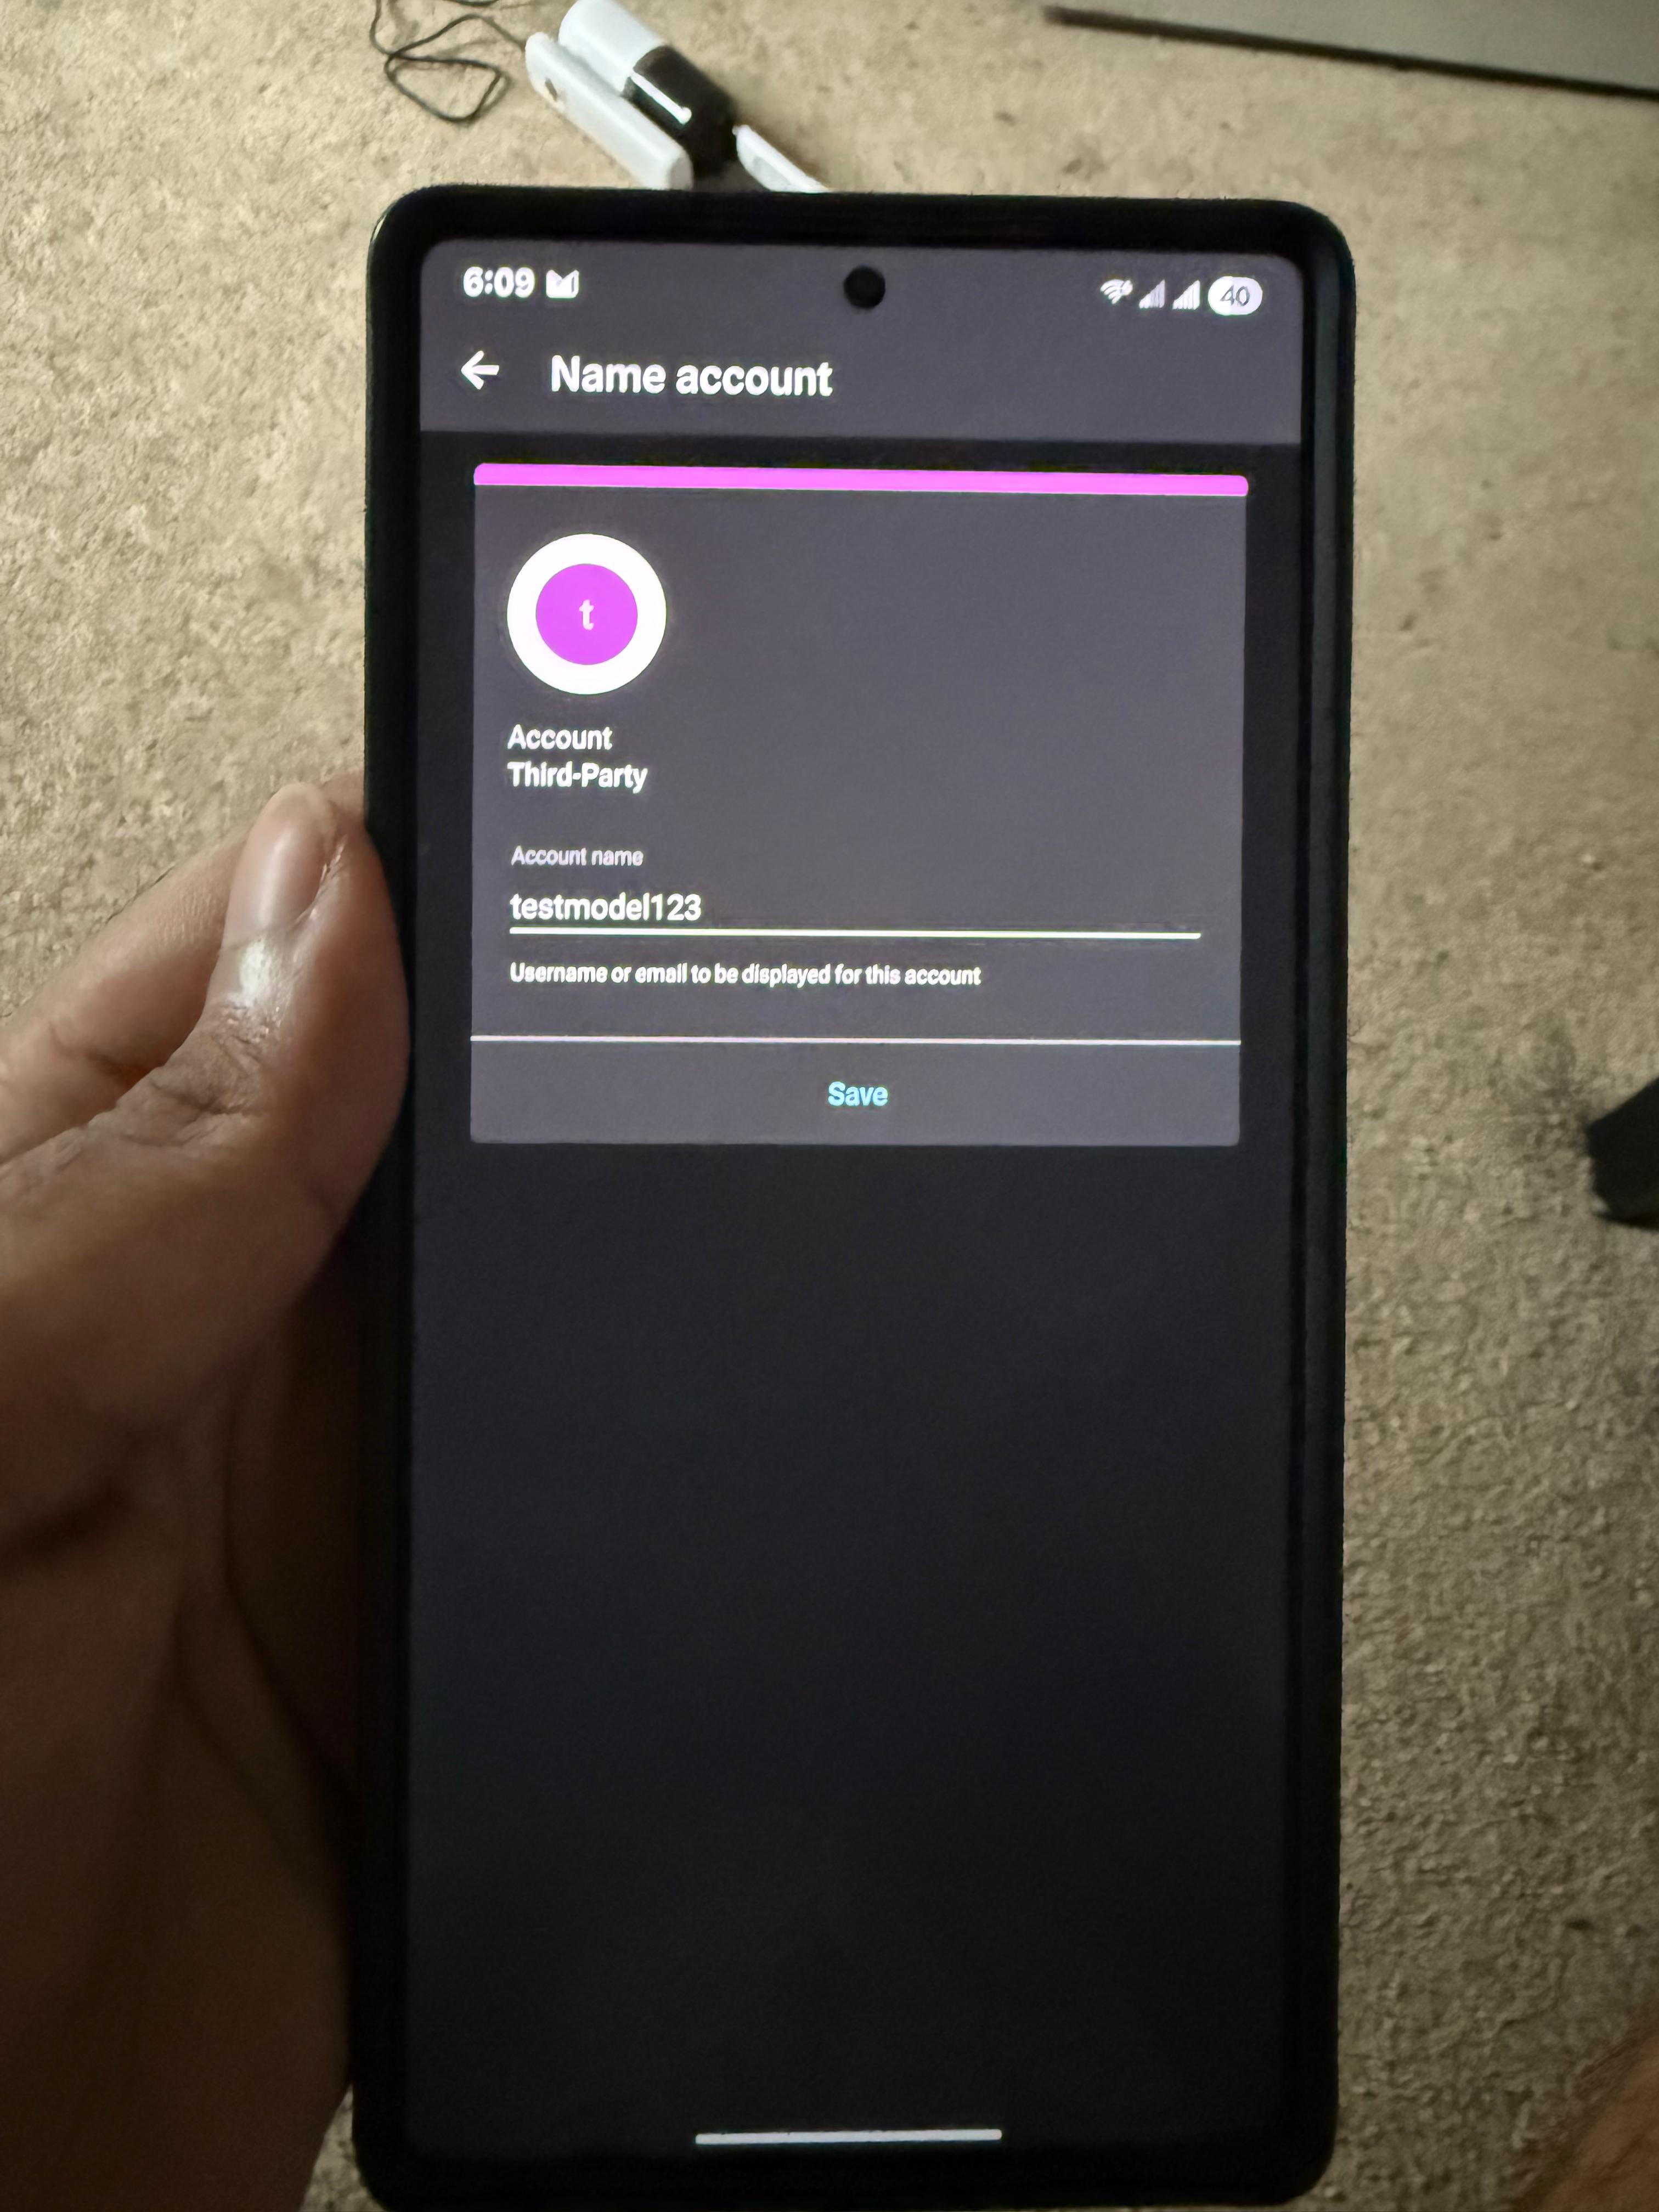 6:09
40
Name account
t
Account
Third-Party
Account name
testmodel123
Username or email to be displayed for this account
Save